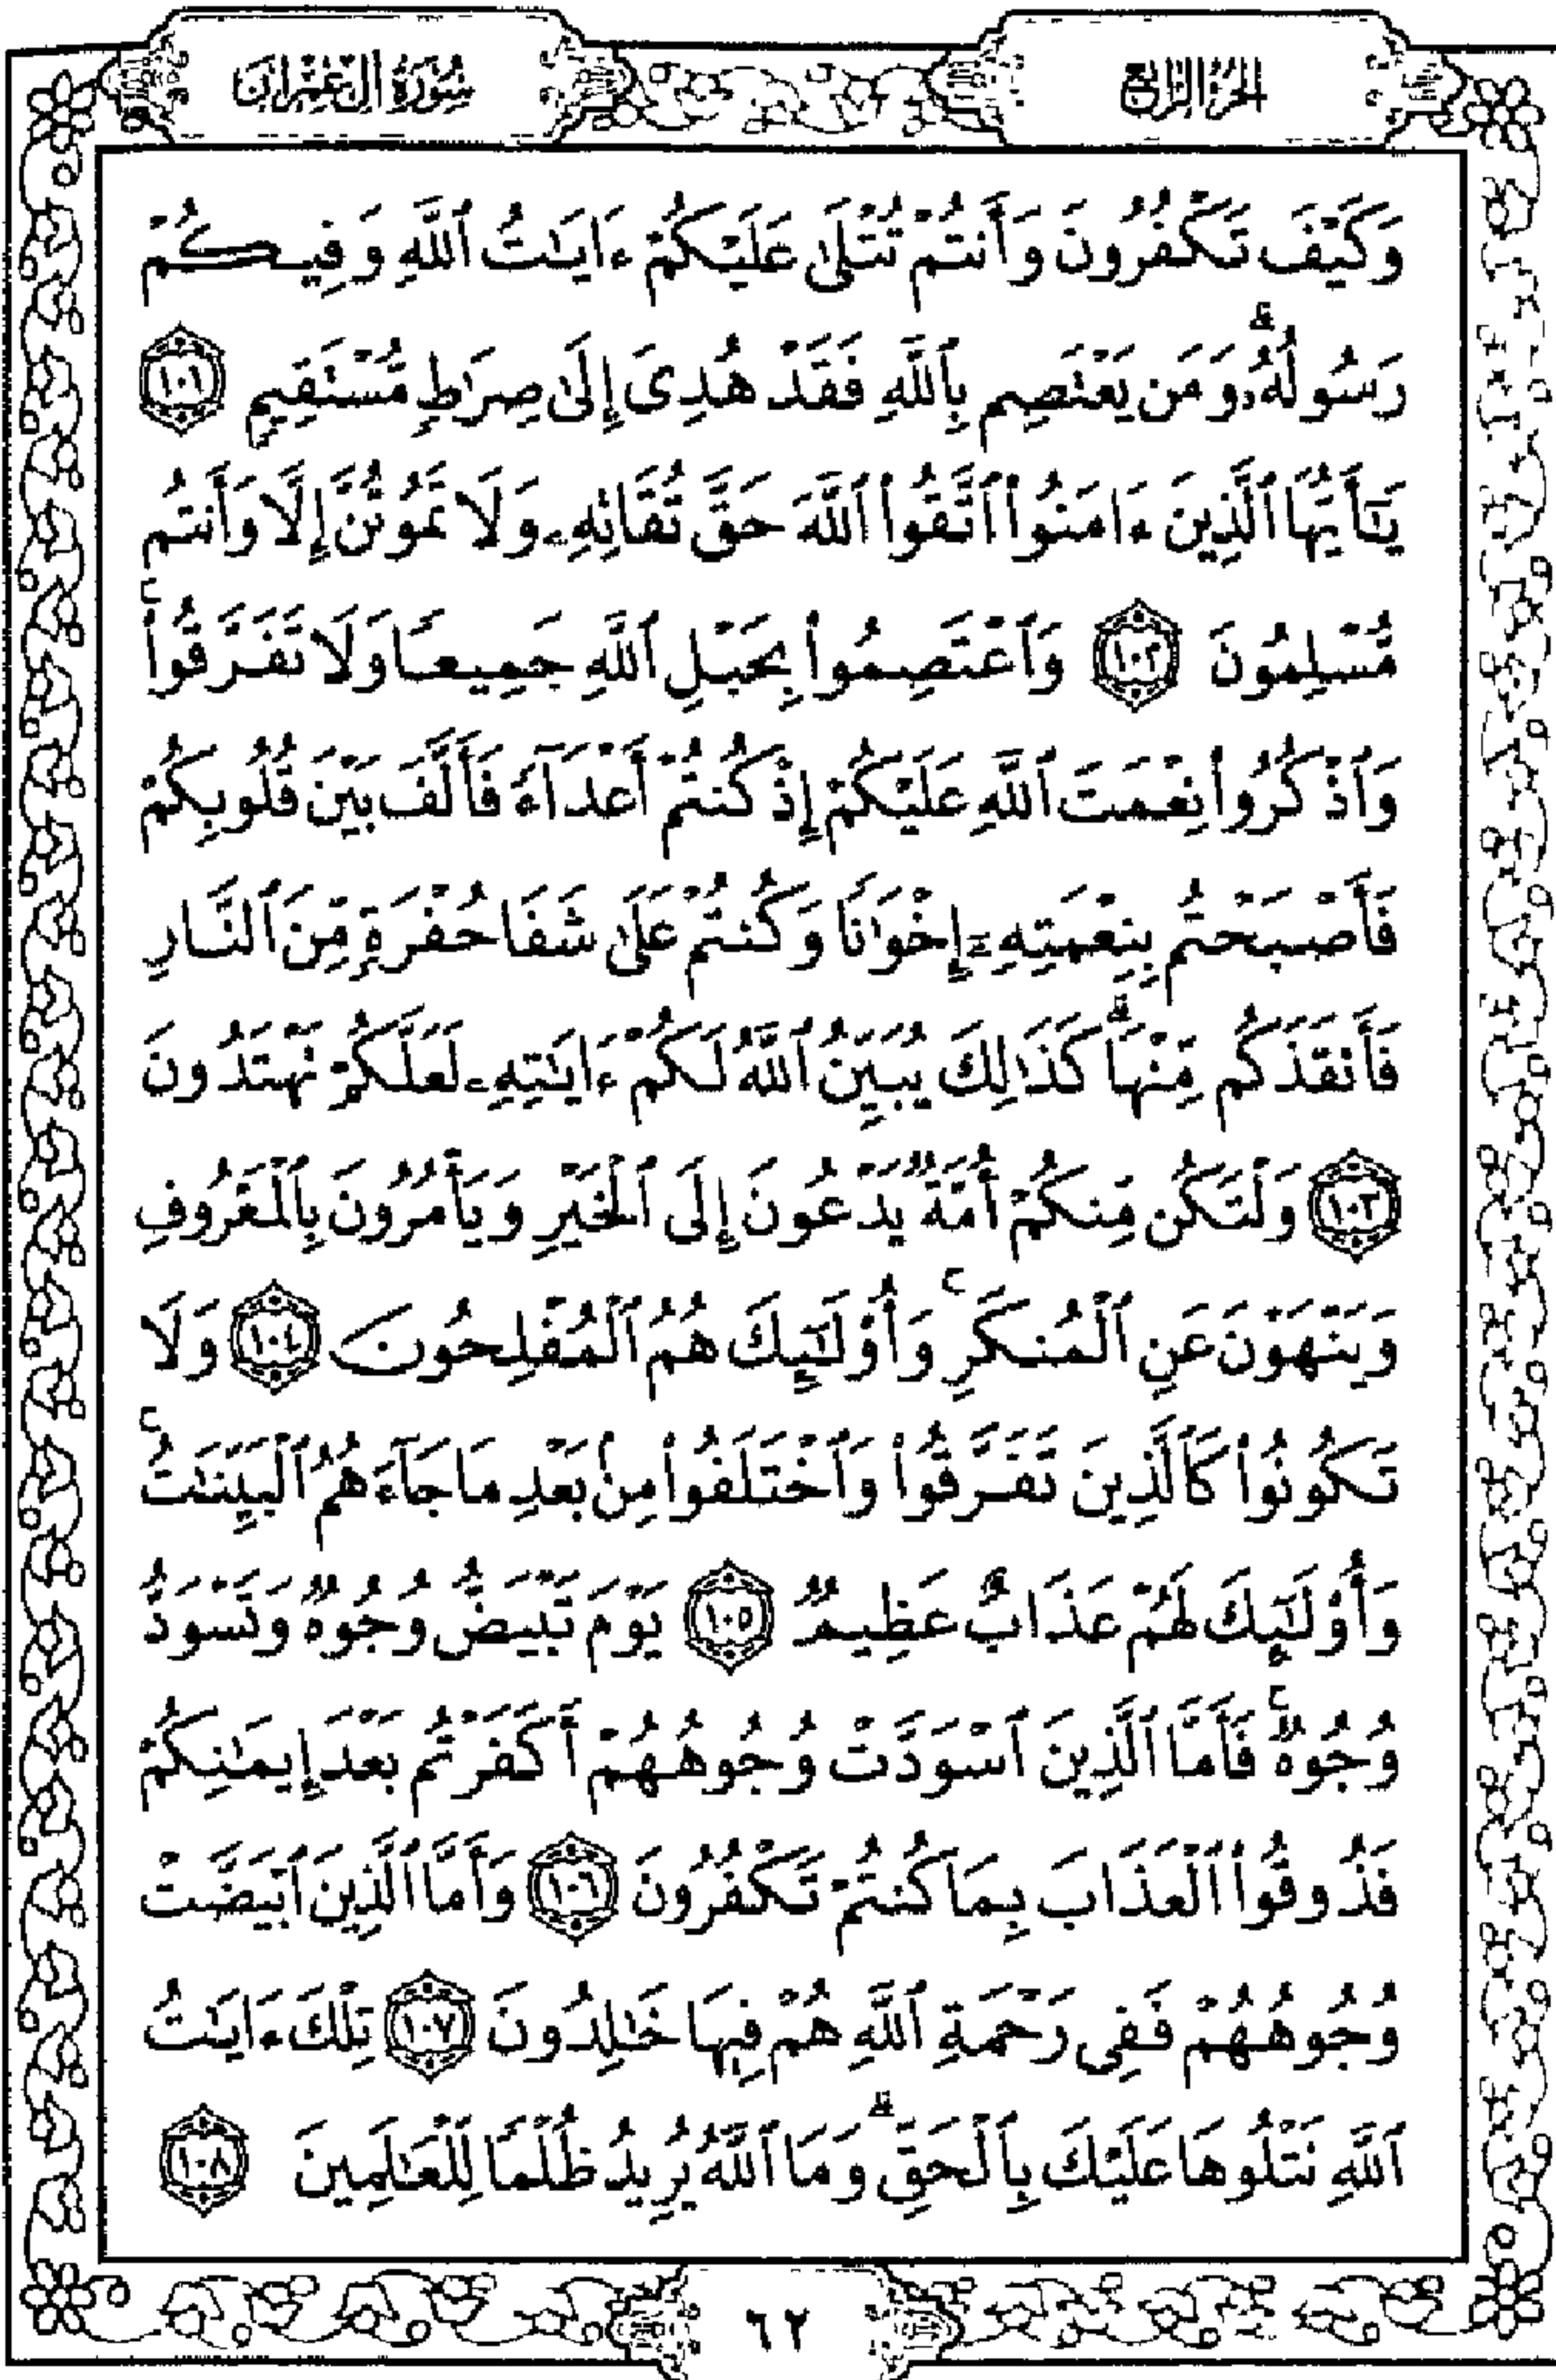 الجزء الرابع
سورة آل عمران
وَكَيْفَ تَكْفُرُونَ وَأَنتُمْ تُتْلَىٰ عَلَيْكُمْ ءَايَٰتُ ٱللَّهِ وَفِيكُمْ
رَسُولُهُۥۗ وَمَن يَعْتَصِم بِٱللَّهِ فَقَدْ هُدِىَ إِلَىٰ صِرَٰطٍ مُّسْتَقِيمٍ ١٠١
يَٰٓأَيُّهَا ٱلَّذِينَ ءَامَنُوا۟ ٱتَّقُوا۟ ٱللَّهَ حَقَّ تُقَاتِهِۦ وَلَا تَمُوتُنَّ إِلَّا وَأَنتُم
مُّسْلِمُونَ ١٠٢ وَٱعْتَصِمُوا۟ بِحَبْلِ ٱللَّهِ جَمِيعًا وَلَا تَفَرَّقُوا۟ۚ
وَٱذْكُرُوا۟ نِعْمَتَ ٱللَّهِ عَلَيْكُمْ إِذْ كُنتُمْ أَعْدَآءً فَأَلَّفَ بَيْنَ قُلُوبِكُمْ
فَأَصْبَحْتُم بِنِعْمَتِهِۦٓ إِخْوَٰنًا وَكُنتُمْ عَلَىٰ شَفَا حُفْرَةٍ مِّنَ ٱلنَّارِ
فَأَنقَذَكُم مِّنْهَاۗ كَذَٰلِكَ يُبَيِّنُ ٱللَّهُ لَكُمْ ءَايَٰتِهِۦ لَعَلَّكُمْ تَهْتَدُونَ
١٠٣ وَلْتَكُن مِّنكُمْ أُمَّةٌ يَدْعُونَ إِلَى ٱلْخَيْرِ وَيَأْمُرُونَ بِٱلْمَعْرُوفِ
وَيَنْهَوْنَ عَنِ ٱلْمُنكَرِۚ وَأُو۟لَٰٓئِكَ هُمُ ٱلْمُفْلِحُونَ ١٠٤ وَلَا
تَكُونُوا۟ كَٱلَّذِينَ تَفَرَّقُوا۟ وَٱخْتَلَفُوا۟ مِنۢ بَعْدِ مَا جَآءَهُمُ ٱلْبَيِّنَٰتُۚ
وَأُو۟لَٰٓئِكَ لَهُمْ عَذَابٌ عَظِيمٌ ١٠٥ يَوْمَ تَبْيَضُّ وُجُوهٌ وَتَسْوَدُّ
وُجُوهٌۚ فَأَمَّا ٱلَّذِينَ ٱسْوَدَّتْ وُجُوهُهُمْ أَكَفَرْتُم بَعْدَ إِيمَٰنِكُمْ
فَذُوقُوا۟ ٱلْعَذَابَ بِمَا كُنتُمْ تَكْفُرُونَ ١٠٦ وَأَمَّا ٱلَّذِينَ ٱبْيَضَّتْ
وُجُوهُهُمْ فَفِى رَحْمَةِ ٱللَّهِ هُمْ فِيهَا خَٰلِدُونَ ١٠٧ تِلْكَ ءَايَٰتُ
ٱللَّهِ نَتْلُوهَا عَلَيْكَ بِٱلْحَقِّۗ وَمَا ٱللَّهُ يُرِيدُ ظُلْمًا لِّلْعَٰلَمِينَ ١٠٨
٦٢